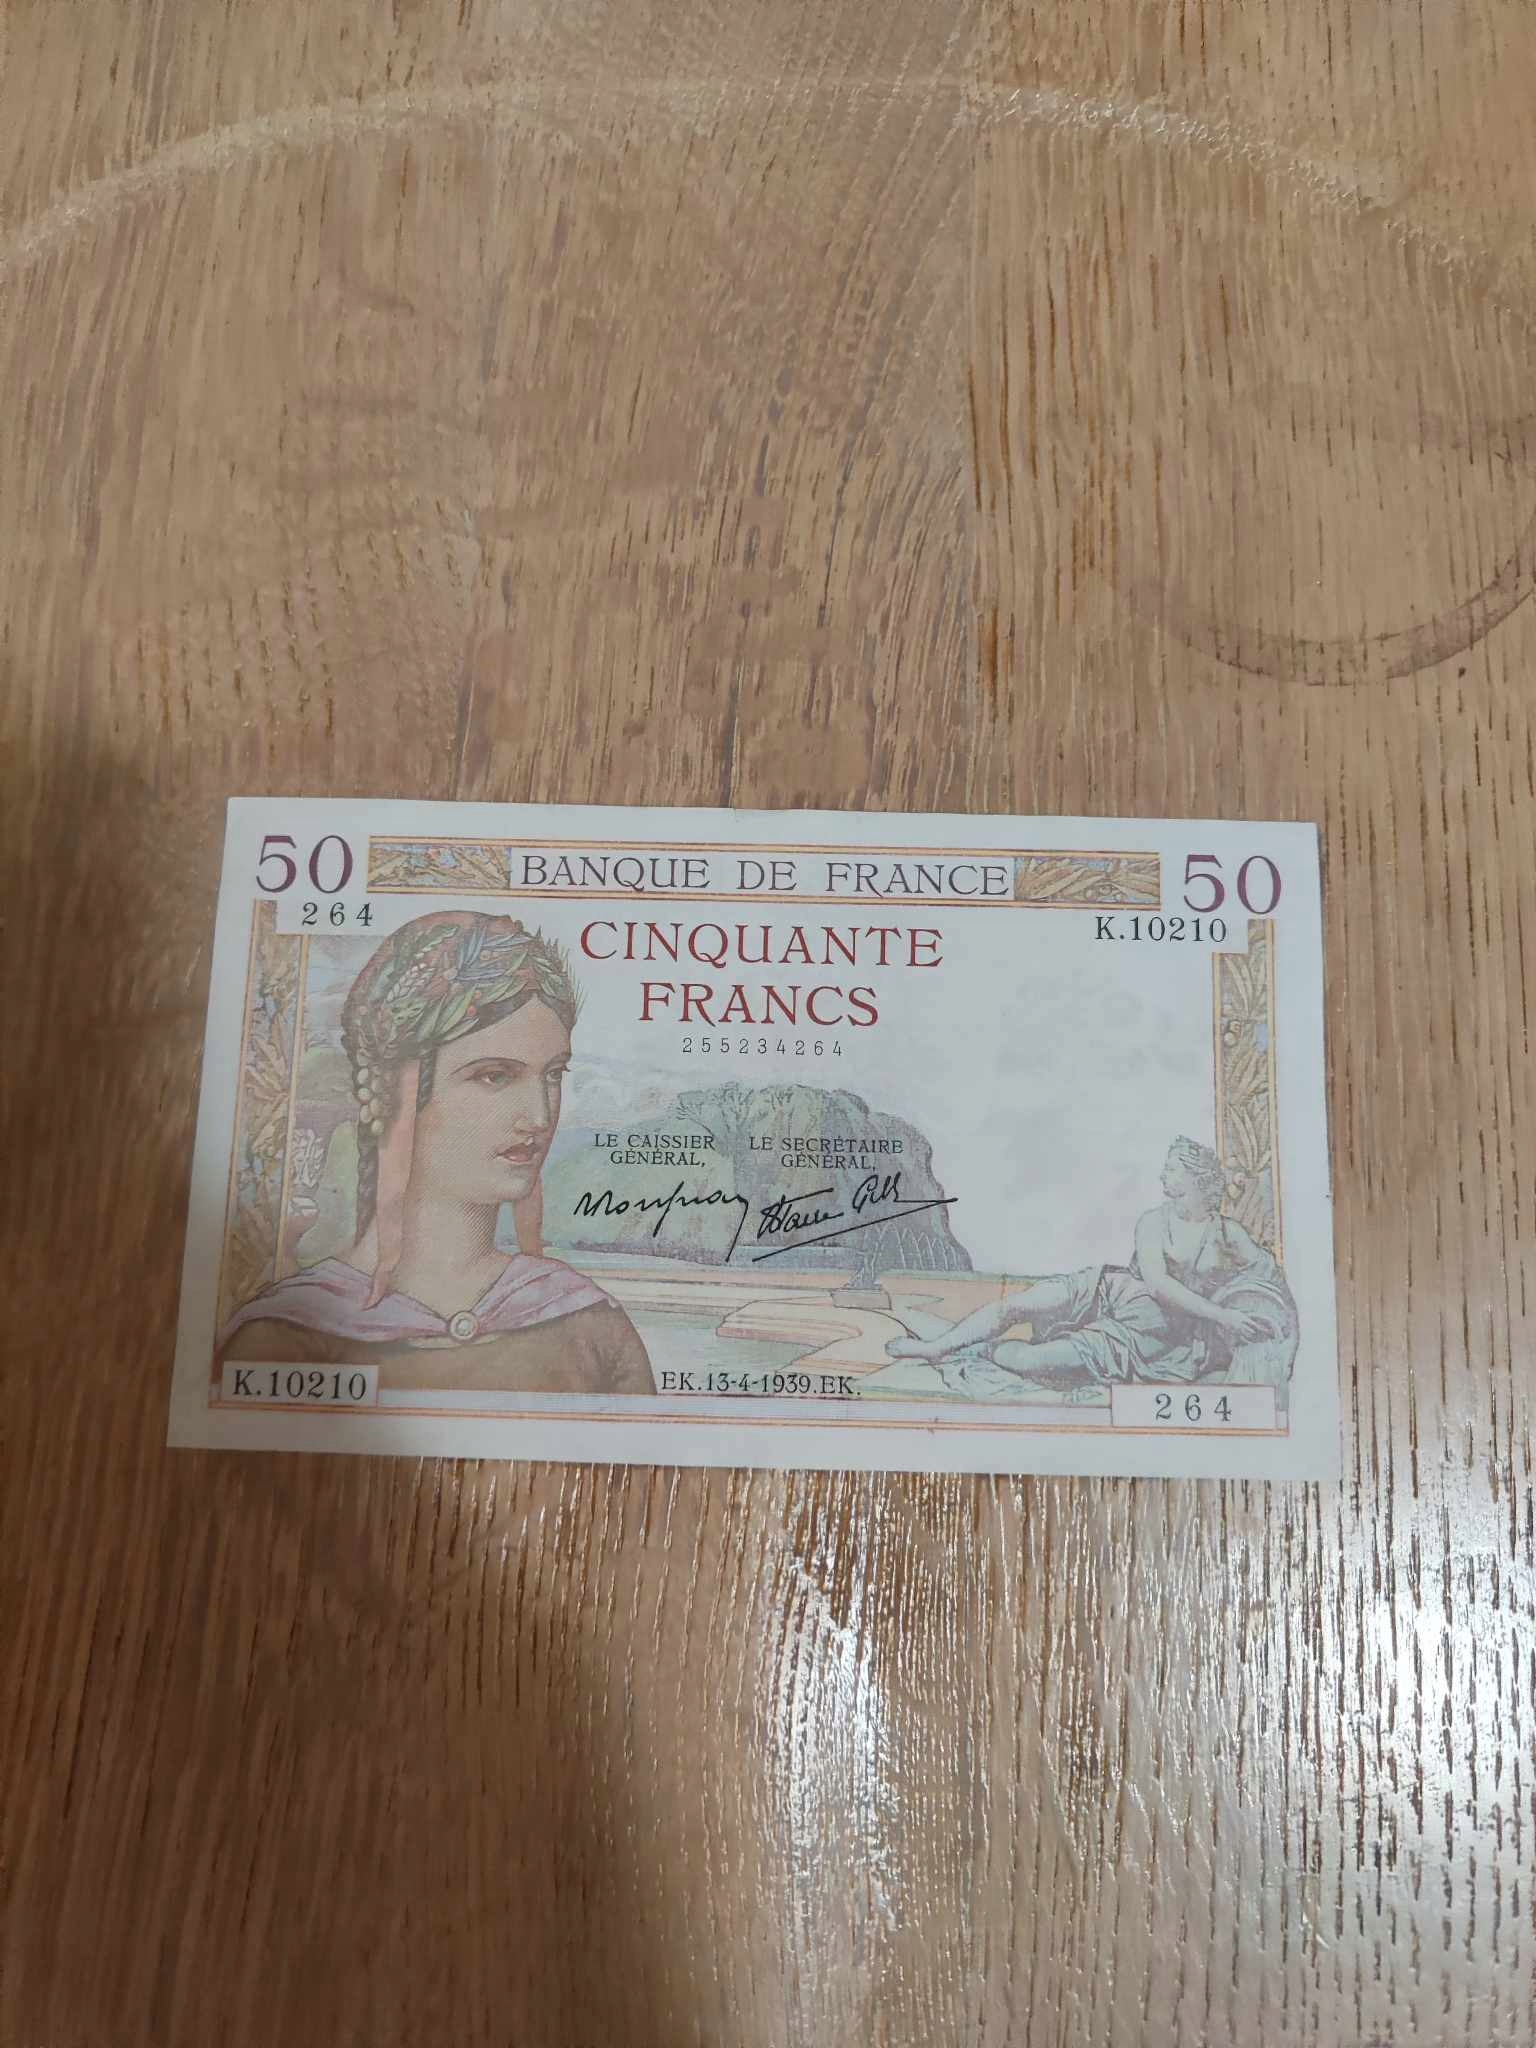 50 BANQUE DE FRANCE 50
264 K.10210
CINQUANTE
FRANCS
255234264
LE CAISSIER
GÉNÉRAL,
LE SECRÉTAIRE
GÉNÉRAL,
K.10210 EK.13-4-1939.EK. 264